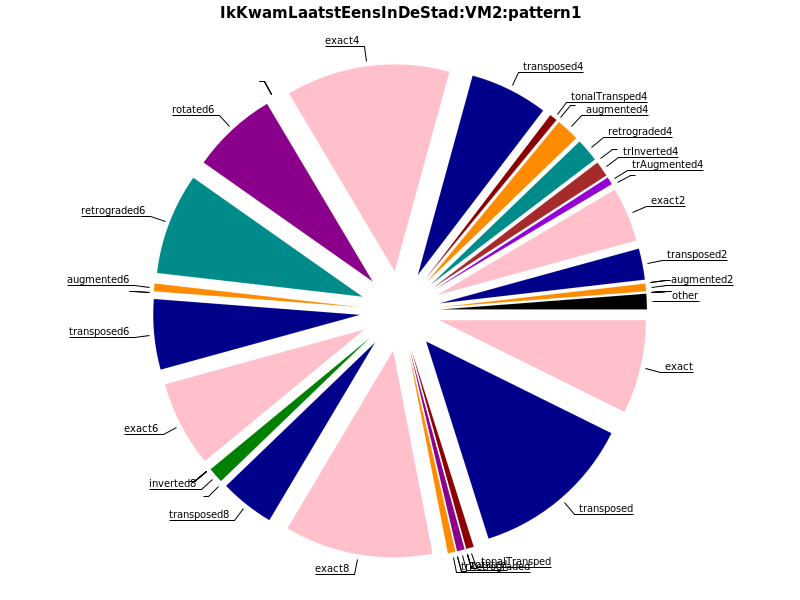 IkKwamLaatstEensInDeStad:VM2:pattern1
exact4
transposed4
tonalTransped4
augmented4
rotated6
retrograded4
trInverted4
trAugmented4
exact2
retrograded6
transposed2
augmented6
augmented2
other
transposed6
exact
exact6
inverted8
transposed8
transposed
tonalTransped
exact8